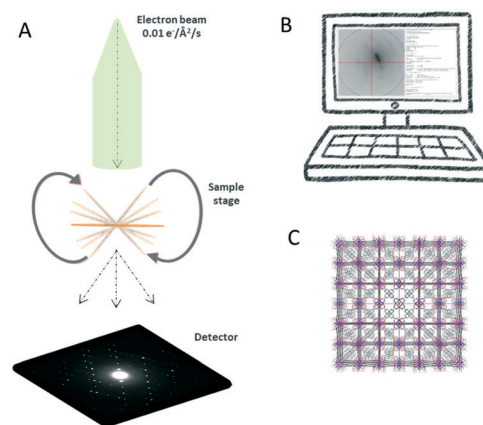 A
Electron beam
0.01 e⁻/Å²/s
Sample
stage
Detector
B
C